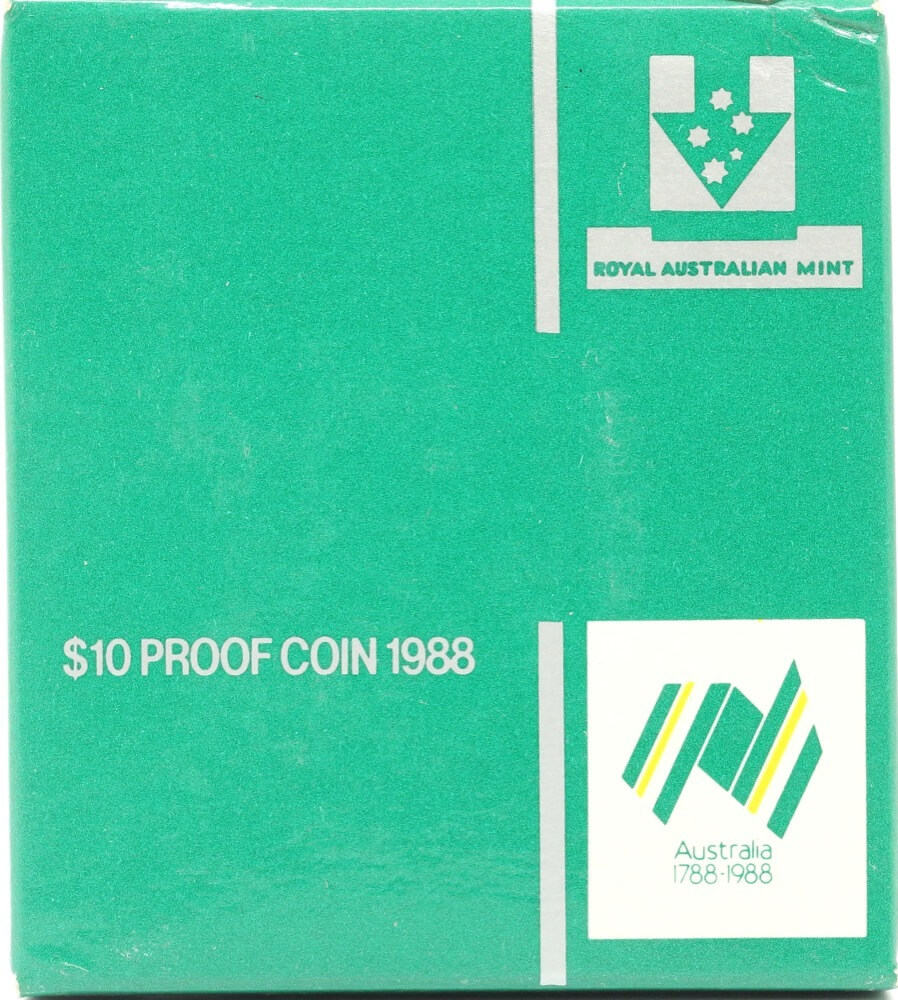 ROYAL AUSTRALIAN MINT
$10 PROOF COIN 1988
Australia
1788-1988